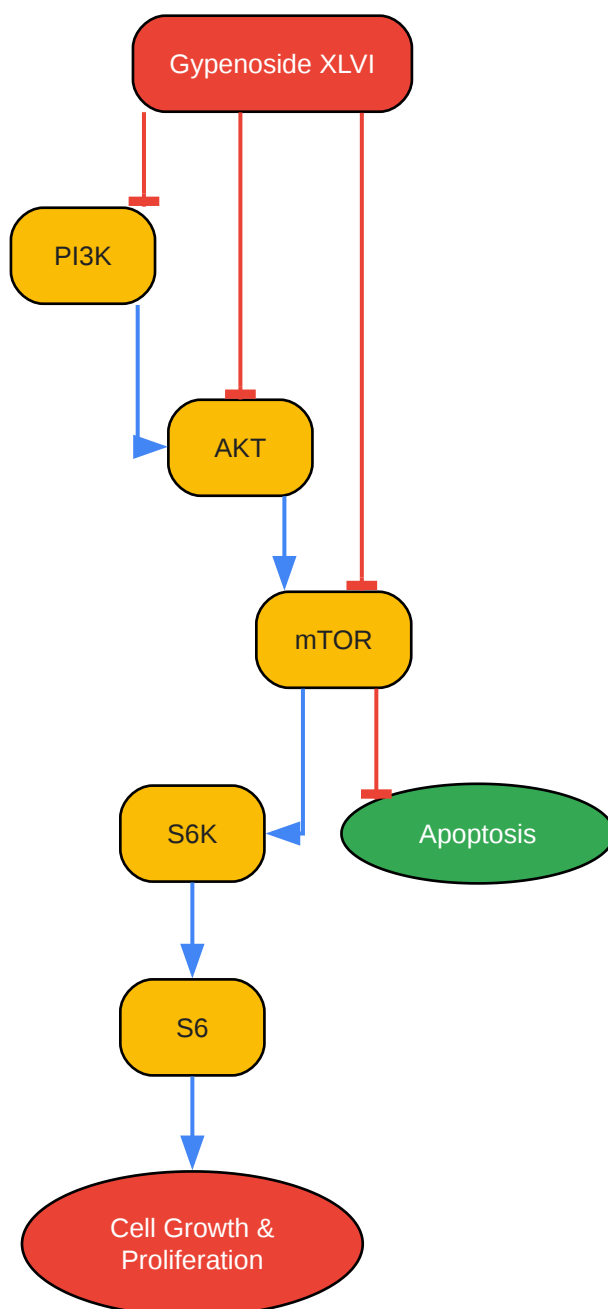 Gypenoside XLVI
PI3K
AKT
mTOR
S6K
Apoptosis
S6
Cell Growth &
Proliferation